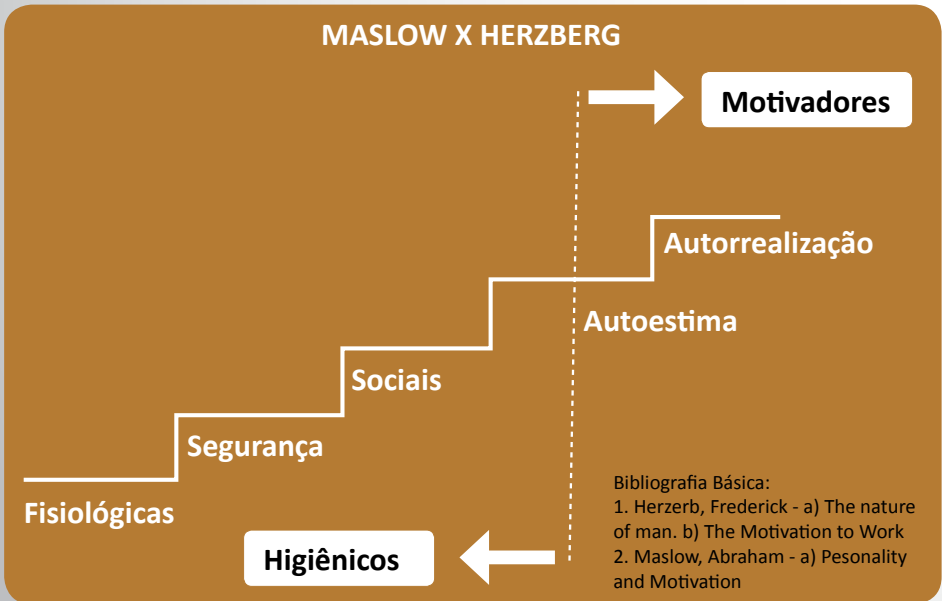 MASLOW X HERZBERG
Motivadores
Autorrealização
Autoestima
Sociais
Segurança
Fisiológicas
Higiênicos
Bibliografia Básica:
1. Herzerb, Frederick - a) The nature
of man. b) The Motivation to Work
2. Maslow, Abraham - a) Pesonality
and Motivation